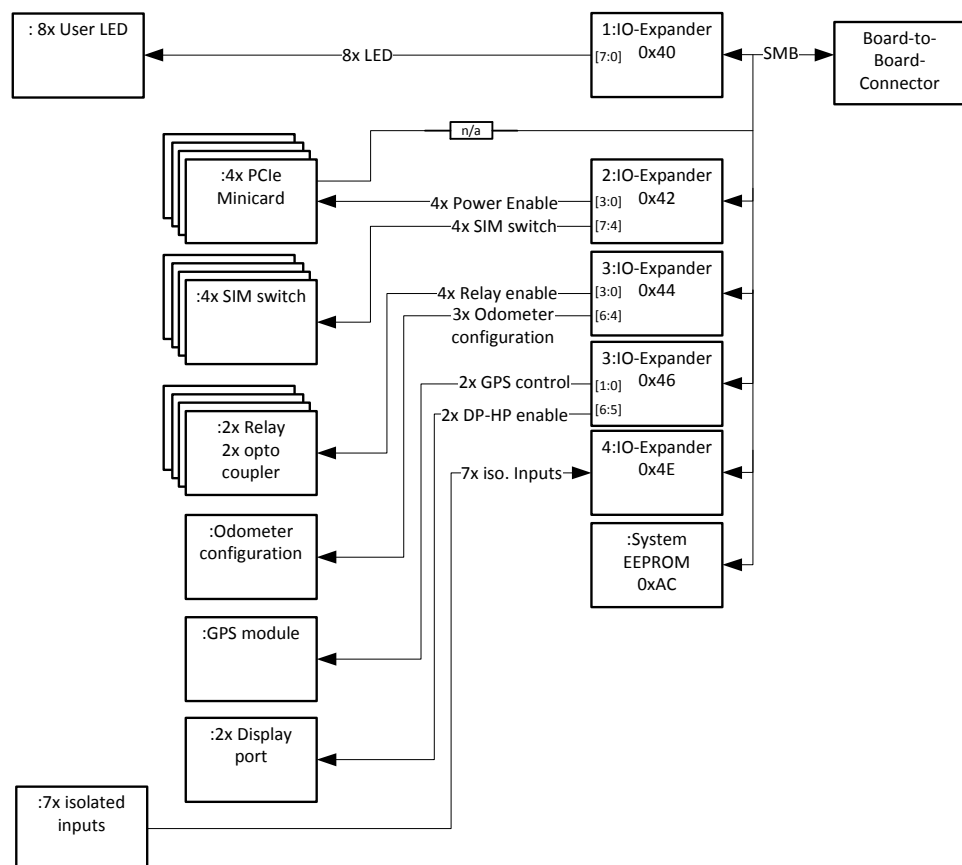 : 8x User LED
8x LED
1:IO-Expander
0x40
[7:0]
SMB
Board-to-
Board-
Connector
n/a
:4x PCIe
Minicard
4x Power Enable
4x SIM switch
2:IO-Expander
0x42
[3:0]
[7:4]
:4x SIM switch
4x Relay enable
3x Odometer
configuration
3:IO-Expander
0x44
[3:0]
[6:4]
2x GPS control
2x DP-HP enable
3:IO-Expander
0x46
[1:0]
[6:5]
:2x Relay
2x opto
coupler
7x iso. Inputs
4:IO-Expander
0x4E
:Odometer
configuration
:System
EEPROM
0xAC
:GPS module
:2x Display
port
:7x isolated
inputs